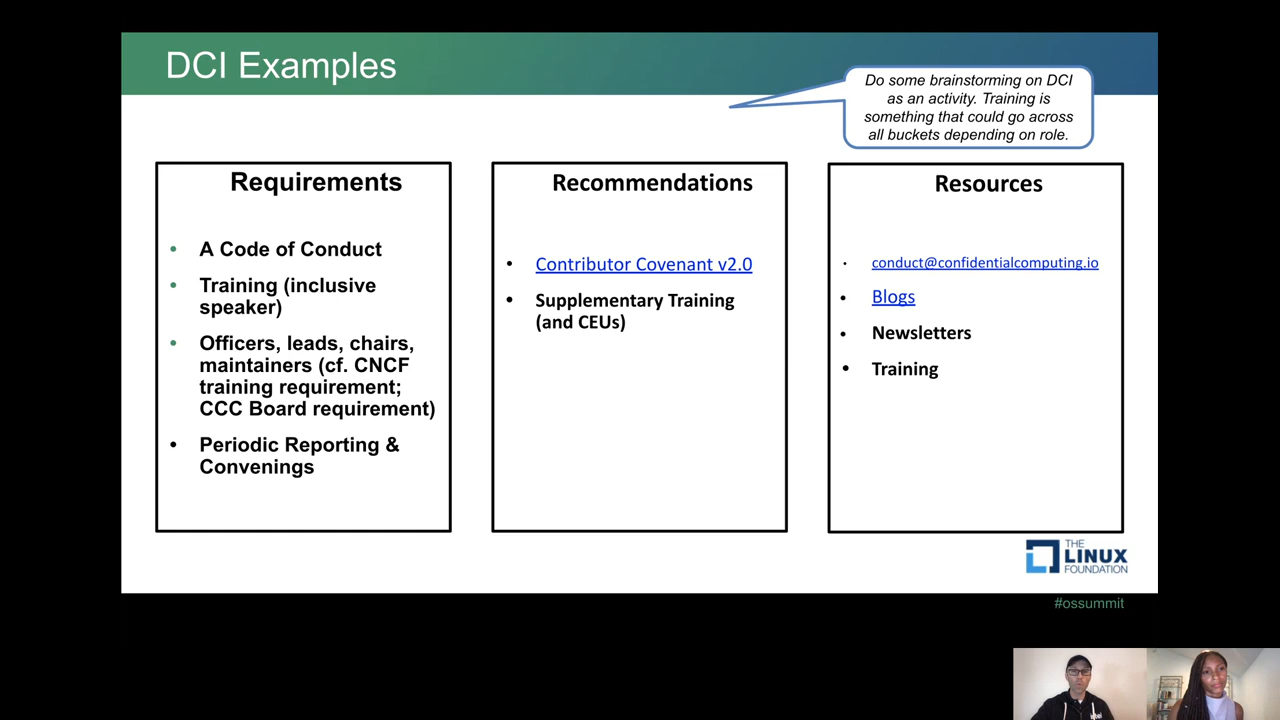 DCI Examples
Do some brainstorming on DCI
as an activity. Training is
something that could go across
all buckets depending on role.
Requirements
• A Code of Conduct
• Training (inclusive
speaker)
• Officers, leads, chairs,
maintainers (cf. CNCF
training requirement;
CCC Board requirement)
• Periodic Reporting &
Convenings
Recommendations
• Contributor Covenant v2.0
• Supplementary Training
(and CEUs)
Resources
• conduct@confidentialcomputing.io
• Blogs
• Newsletters
• Training
THE
LINUX
FOUNDATION
#ossummit